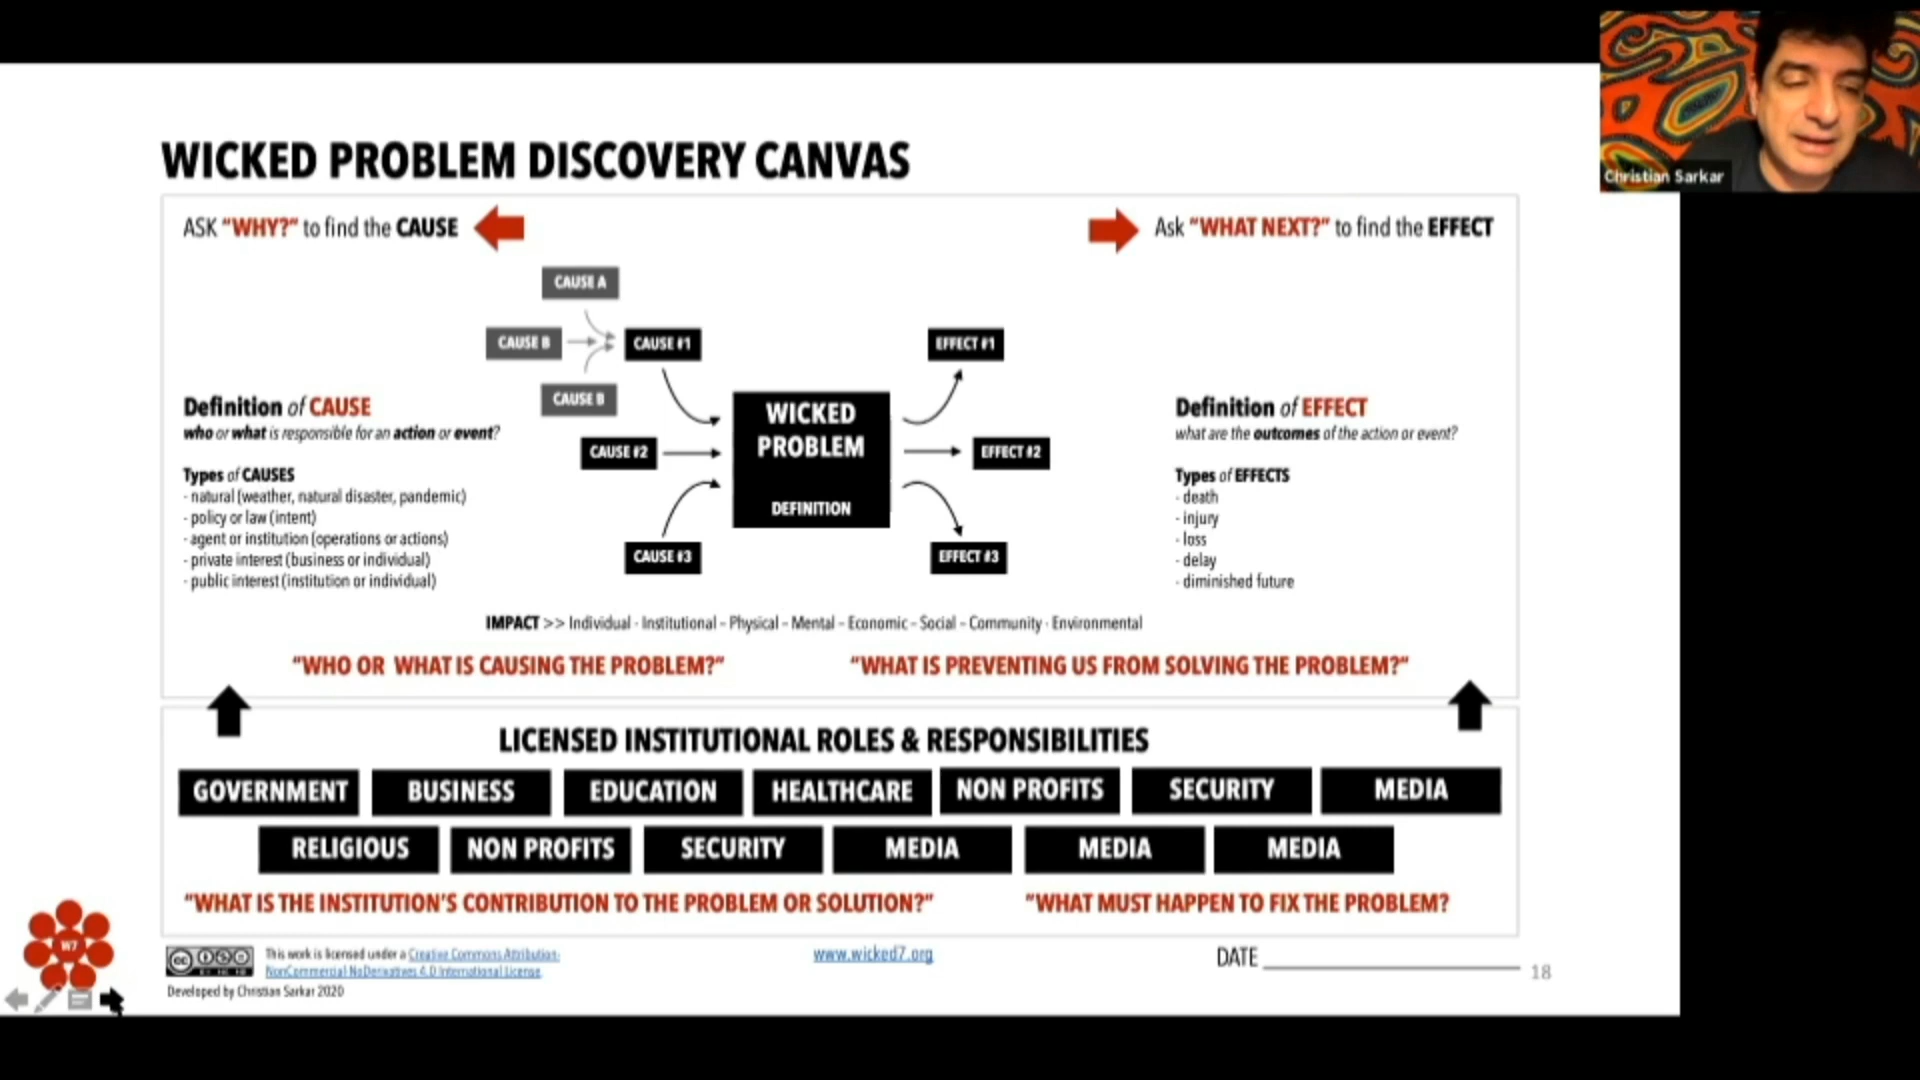 Christian Sarkar
WICKED PROBLEM DISCOVERY CANVAS
ASK "WHY?" to find the CAUSE
Ask "WHAT NEXT?" to find the EFFECT
CAUSE A
CAUSE B
CAUSE #1
EFFECT #1
CAUSE B
Definition of CAUSE
who or what is responsible for an action or event?
Types of CAUSES
- natural (weather, natural disaster, pandemic)
- policy or law (intent)
- agent or institution (operations or actions)
- private interest (business or individual)
- public interest (institution or individual)
WICKED
PROBLEM
DEFINITION
CAUSE #2
EFFECT #2
CAUSE #3
EFFECT #3
Definition of EFFECT
what are the outcomes of the action or event?
Types of EFFECTS
- death
- injury
- loss
- delay
- diminished future
IMPACT >> Individual - Institutional – Physical – Mental – Economic – Social – Community - Environmental
"WHO OR WHAT IS CAUSING THE PROBLEM?"
"WHAT IS PREVENTING US FROM SOLVING THE PROBLEM?"
LICENSED INSTITUTIONAL ROLES & RESPONSIBILITIES
GOVERNMENT BUSINESS EDUCATION HEALTHCARE NON PROFITS SECURITY MEDIA
RELIGIOUS NON PROFITS SECURITY MEDIA MEDIA MEDIA
"WHAT IS THE INSTITUTION'S CONTRIBUTION TO THE PROBLEM OR SOLUTION?"
"WHAT MUST HAPPEN TO FIX THE PROBLEM?
W7
cc
This work is licensed under a Creative Commons Attribution-
NonCommercial-NoDerivatives 4.0 International License.
Developed by Christian Sarkar 2020
www.wicked7.org
DATE
18